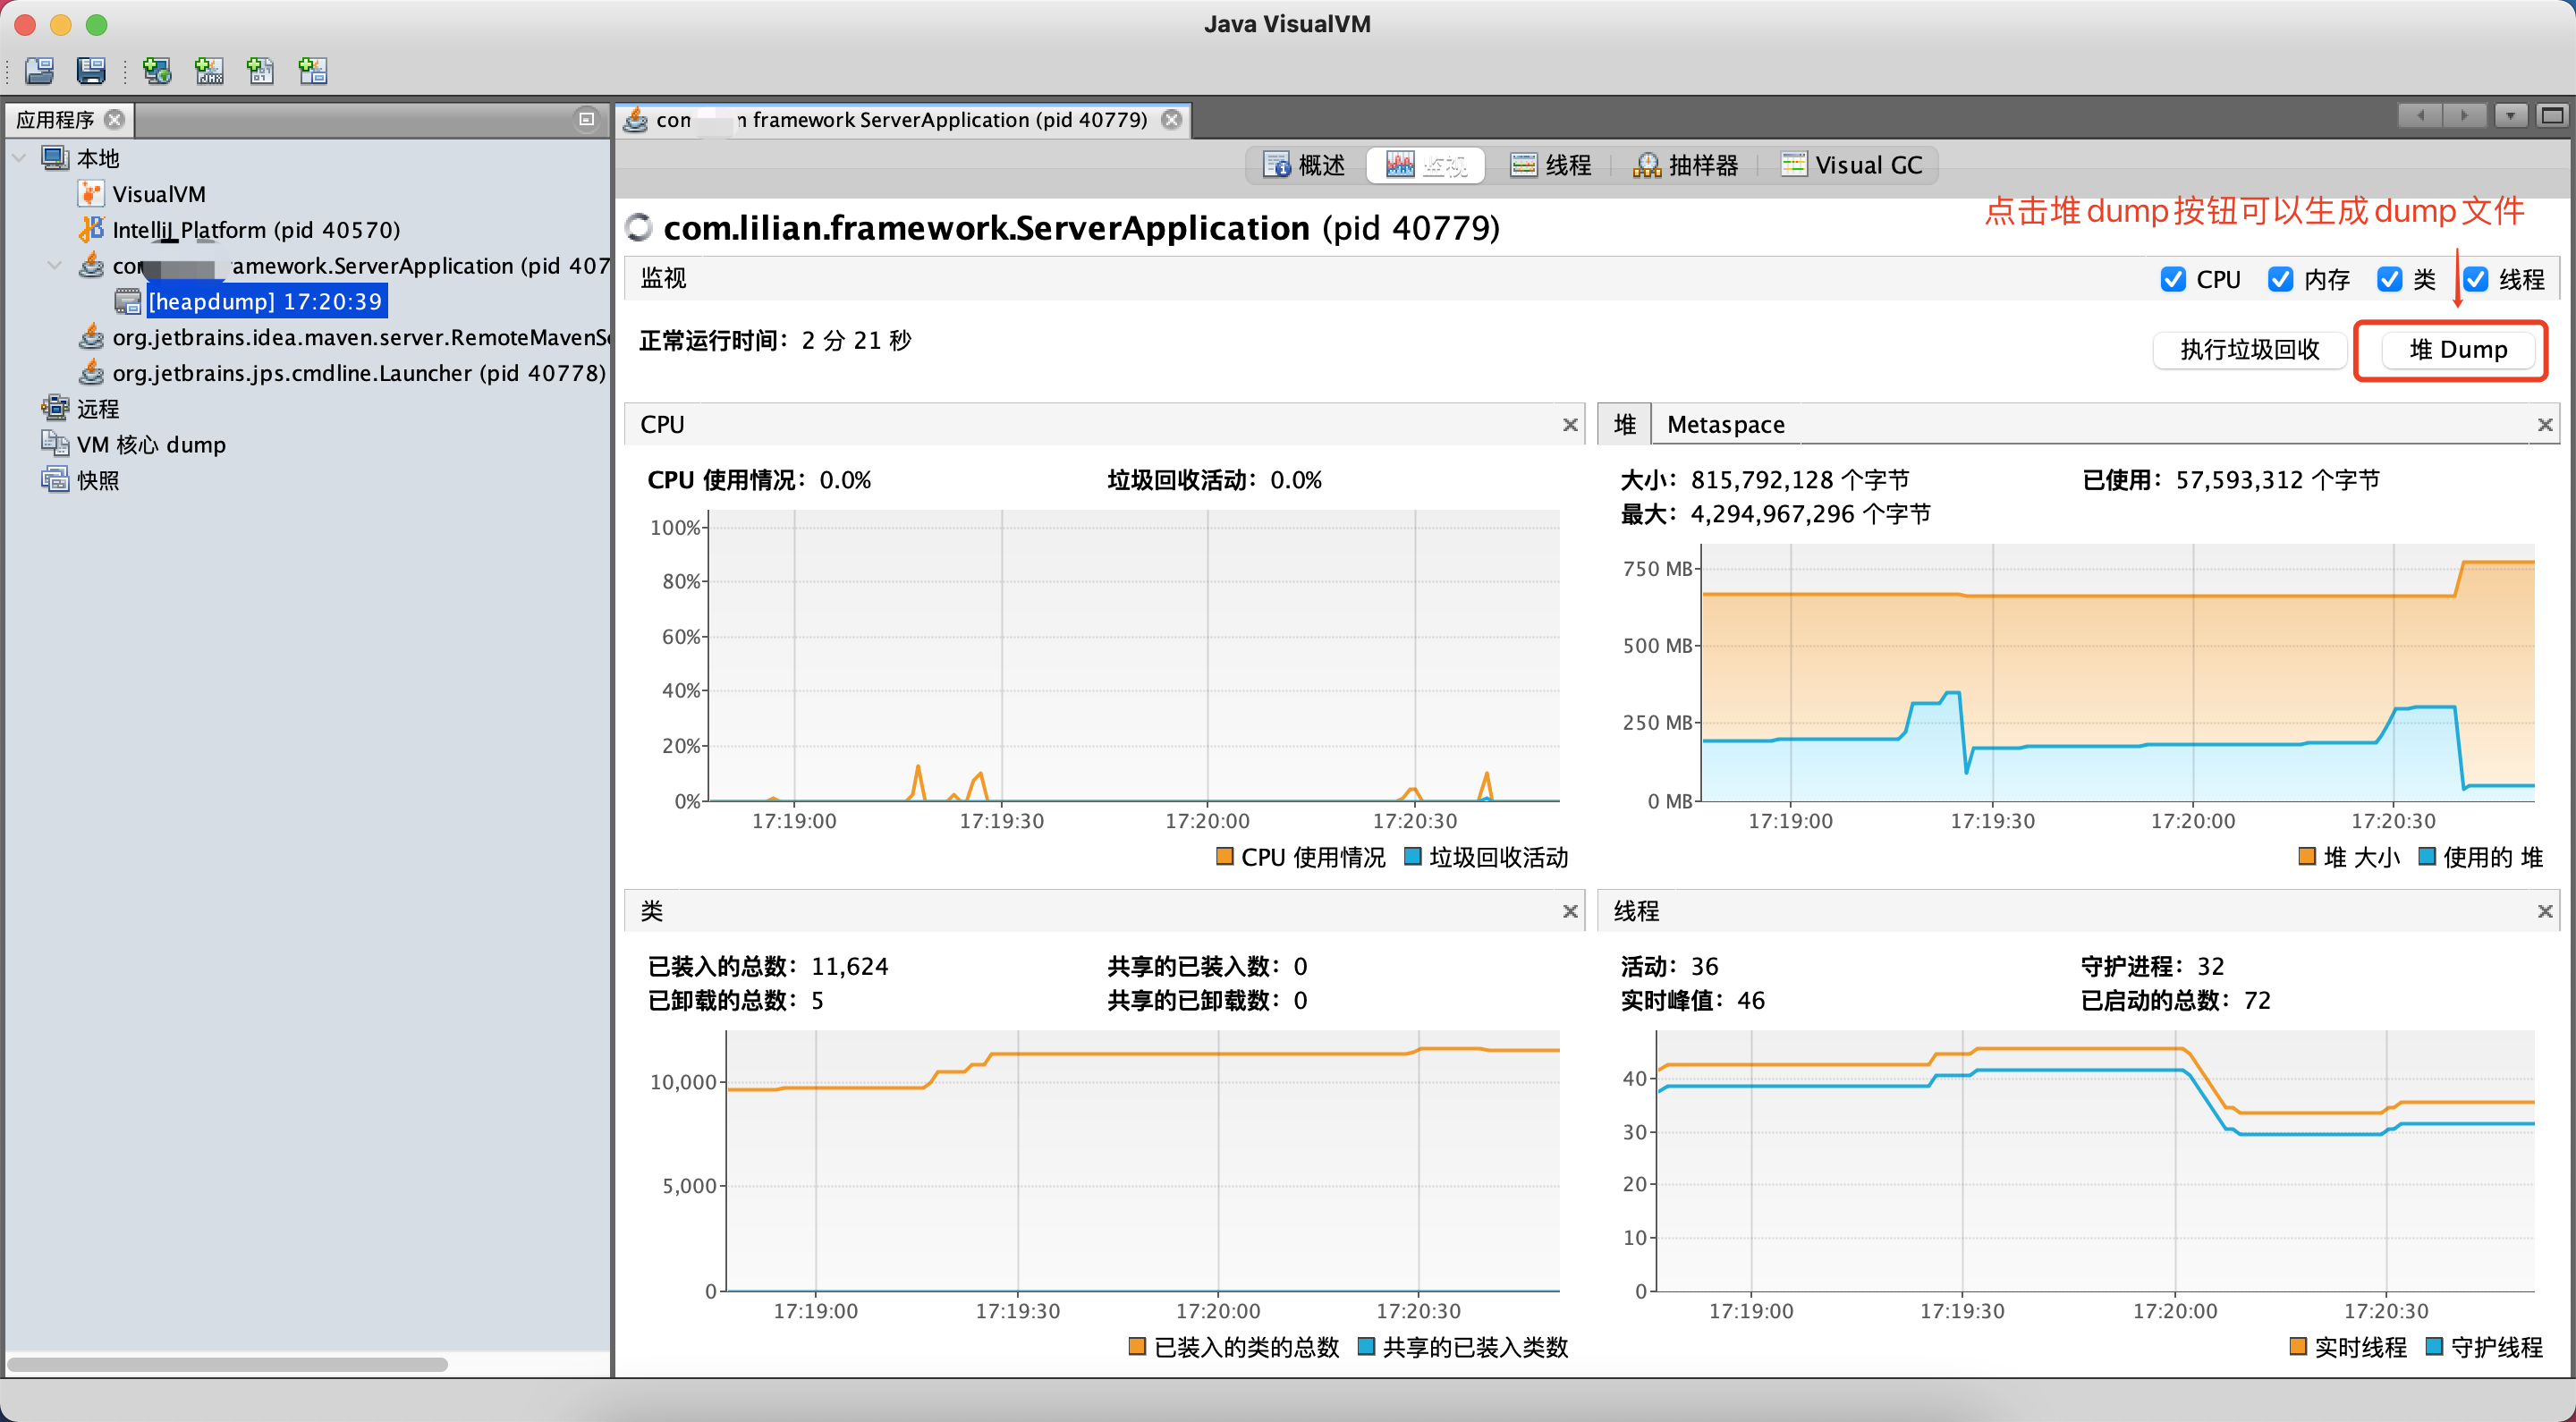 Java VisualVM
应用程序
本地
VisualVM
IntelliJ Platform (pid 40570)
amework.ServerApplication (pid 407
[heapdump] 17:20:39
org.jetbrains.idea.maven.server.RemoteMavenSe
org.jetbrains.jps.cmdline.Launcher (pid 40778)
远程
VM 核心 dump
快照
framework ServerApplication (pid 40779)
概述 监视 线程 抽样器 Visual GC
点击堆dump按钮可以生成dump文件
com.lilian.framework.ServerApplication (pid 40779)
监视
CPU 内存 类 线程
正常运行时间: 2 分 21 秒
执行垃圾回收 堆 Dump
CPU
CPU 使用情况: 0.0% 垃圾回收活动: 0.0%
100%
80%
60%
40%
20%
0%
17:19:00 17:19:30 17:20:00 17:20:30
CPU 使用情况 垃圾回收活动
堆 Metaspace
大小: 815,792,128 个字节 已使用: 57,593,312 个字节
最大: 4,294,967,296 个字节
750 MB
500 MB
250 MB
0 MB
17:19:00 17:19:30 17:20:00 17:20:30
堆 大小 使用的 堆
类
已装入的总数: 11,624 共享的已装入数: 0
已卸载的总数: 5 共享的已卸载数: 0
10,000
5,000
0
17:19:00 17:19:30 17:20:00 17:20:30
已装入的类的总数 共享的已装入类数
线程
活动: 36 守护进程: 32
实时峰值: 46 已启动的总数: 72
40
30
20
10
0
17:19:00 17:19:30 17:20:00 17:20:30
实时线程 守护线程